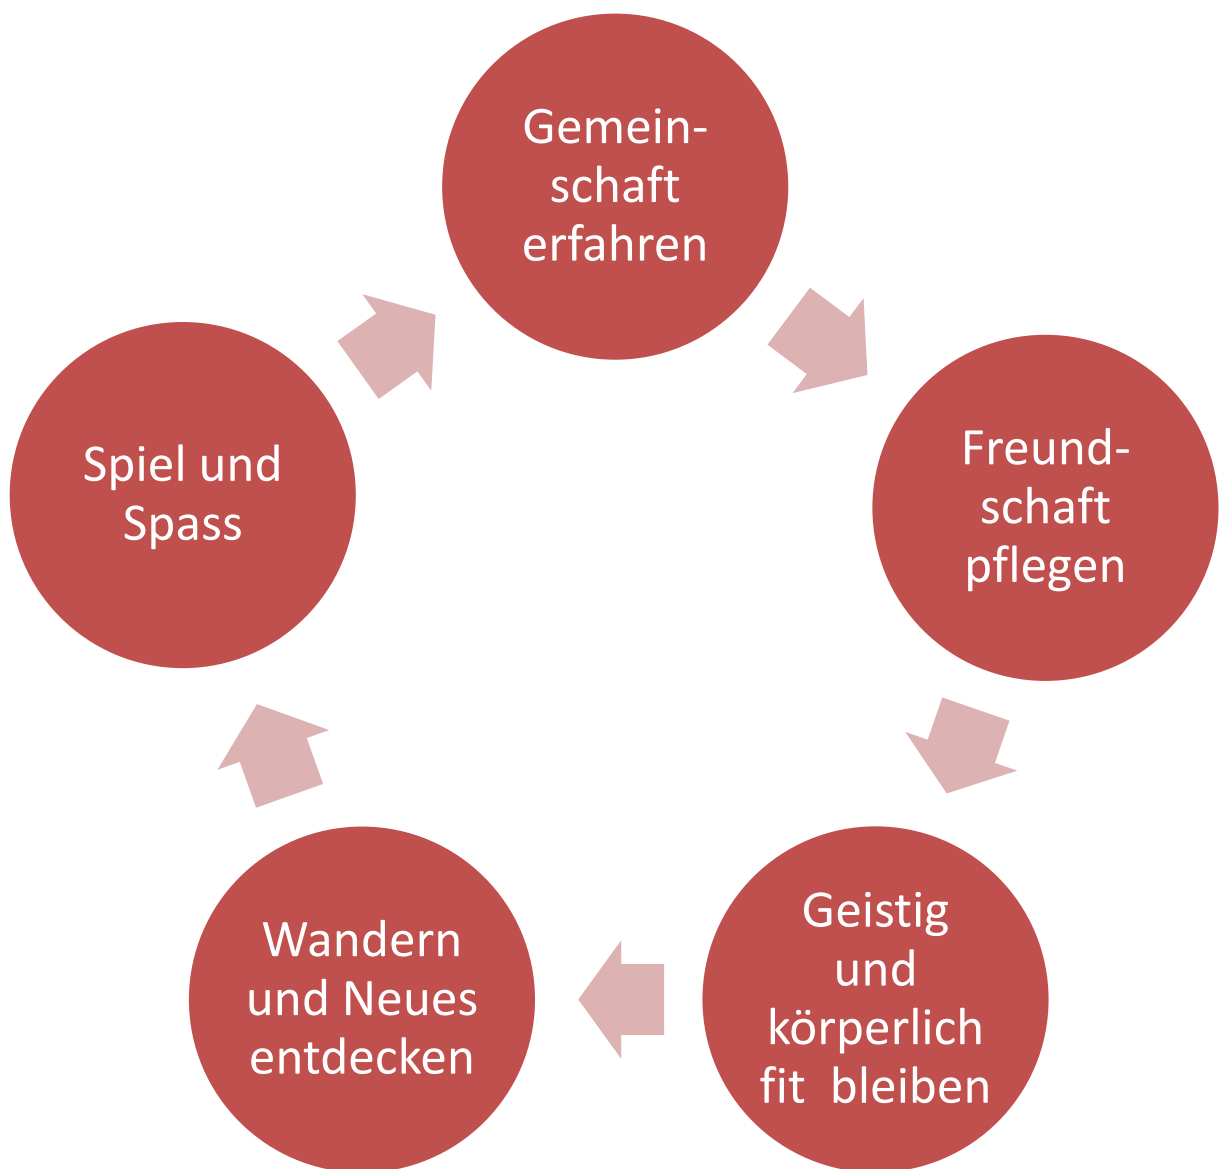 Gemein-
schaft
erfahren
Freund-
schaft
pflegen
Geistig
und
körperlich
fit  bleiben
Wandern
und Neues
entdecken
Spiel und
Spass